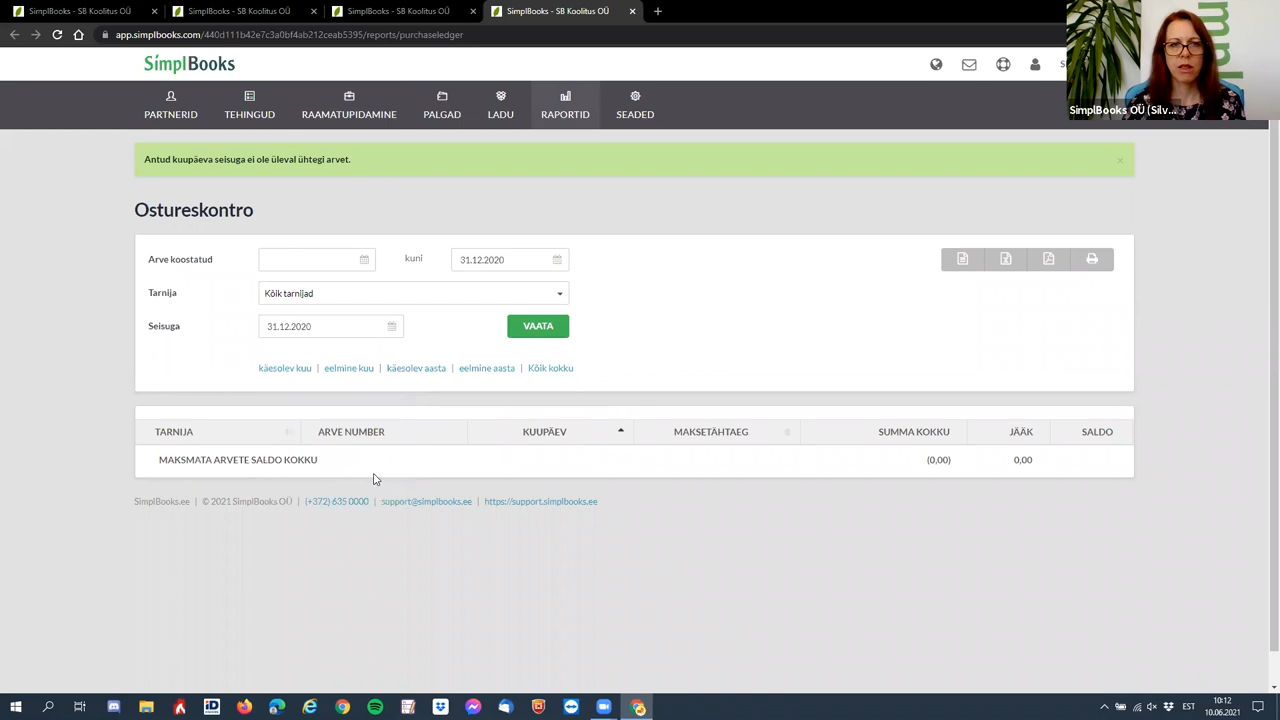 SimplBooks - SB Koolitus OÜ
SimplBooks - SB Koolitus OÜ
SimplBooks - SB Koolitus OÜ
SimplBooks - SB Koolitus OÜ
app.simplbooks.com/440d111b42e7c3a0bf4ab212ceab5395/reports/purchaseledger
SimplBooks
SimplBooks OÜ (Silv...
PARTNERID
TEHINGUD
RAAMATUPIDAMINE
PALGAD
LADU
RAPORTID
SEADED
Antud kuupäeva seisuga ei ole üleval ühtegi arvet.
Ostureskontro
Arve koostatud
kuni
31.12.2020
Tarnija
Kõik tarnijad
Seisuga
31.12.2020
VAATA
käesolev kuu | eelmine kuu | käesolev aasta | eelmine aasta | Kõik kokku
TARNIJA ARVE NUMBER KUUPÄEV MAKSETÄHTAEG SUMMA KOKKU JÄÄK SALDO
MAKSMATA ARVETE SALDO KOKKU (0,00) 0,00
SimplBooks.ee | © 2021 SimplBooks OÜ | (+372) 635 0000 | support@simplbooks.ee | https://support.simplbooks.ee
EST
10:12
10.06.2021